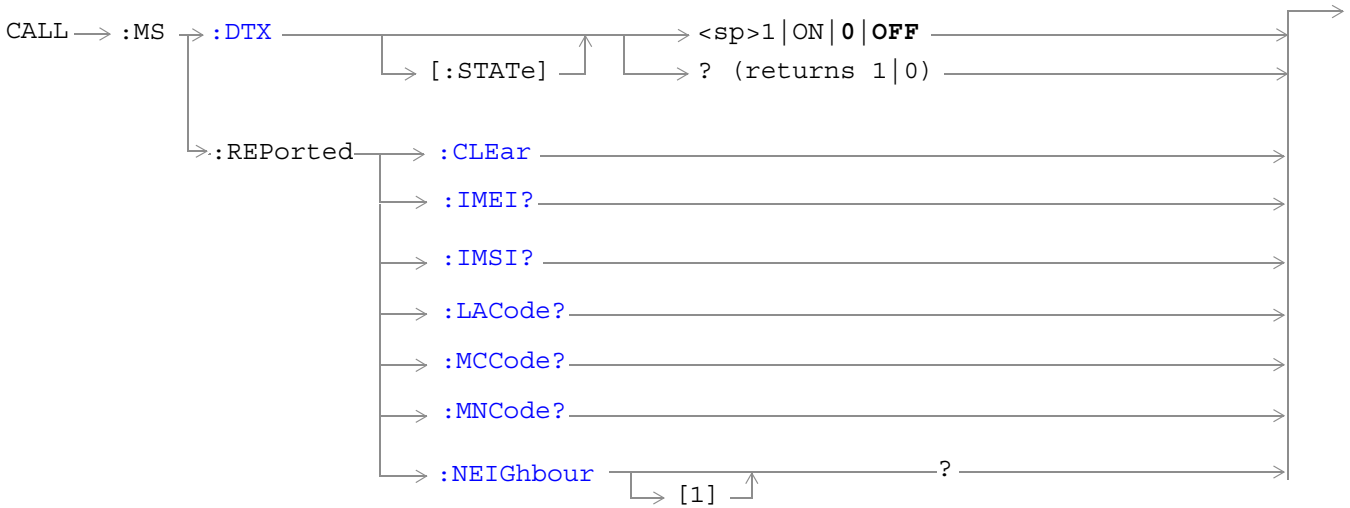 CALL :MS :DTX <sp>1|ON|0|OFF
[:STATe] ? (returns 1|0)
:REPorted :CLEar
:IMEI?
:IMSI?
:LACode?
:MCCode?
:MNCode?
:NEIGhbour ?
[1]